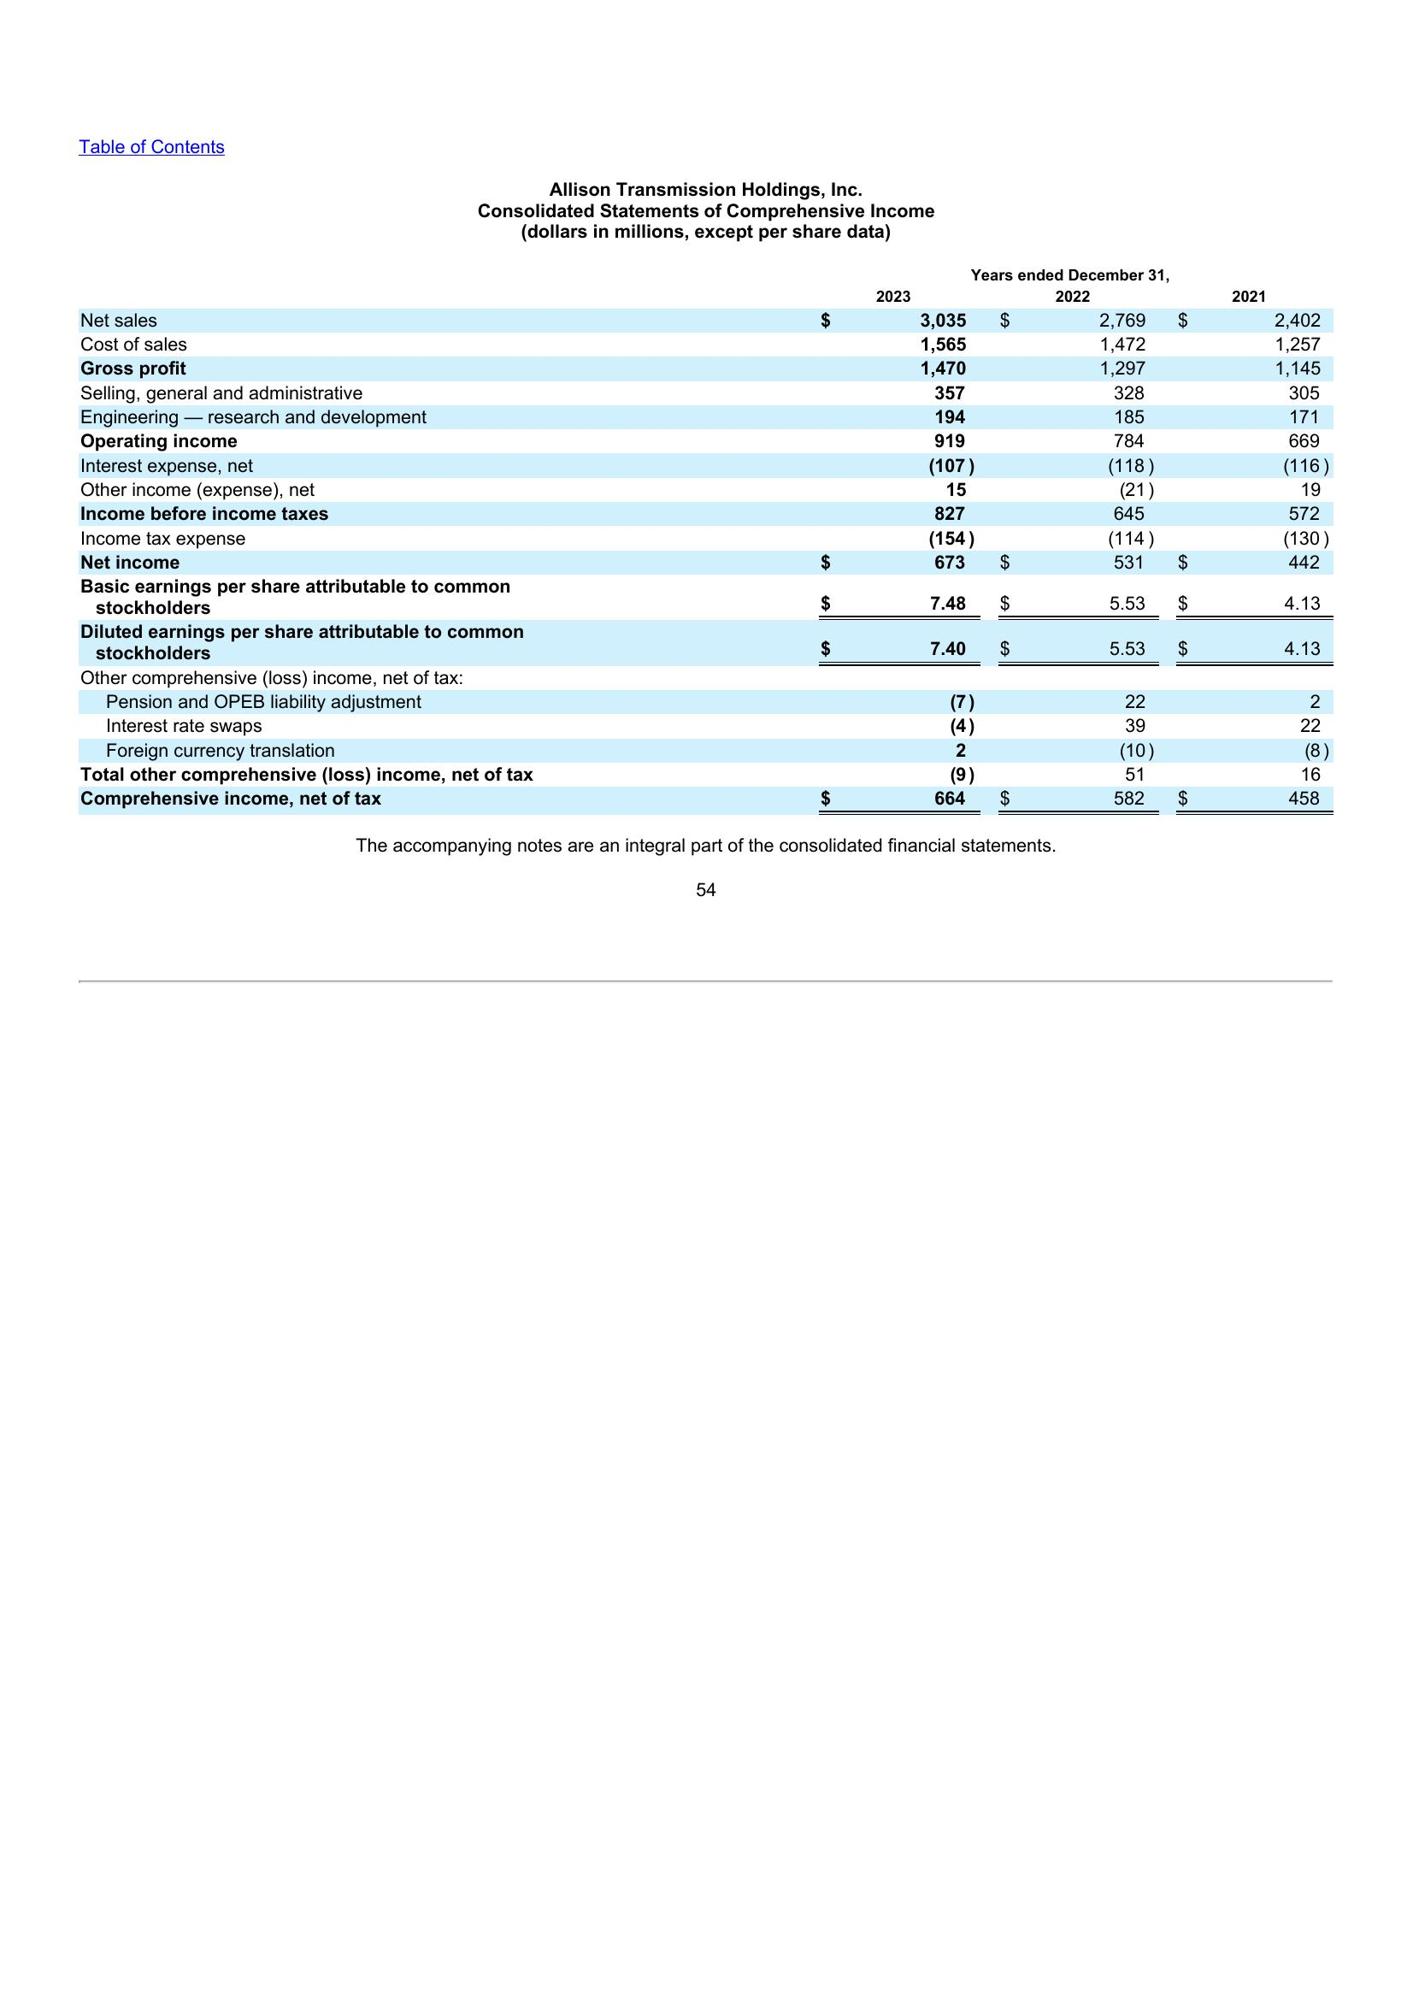 Table of Contents
Allison Transmission Holdings, Inc.
Consolidated Statements of Comprehensive Income
(dollars in millions, except per share data)
Years ended December 31,
2023 2022 2021
Net sales $ 3,035 $ 2,769 $ 2,402
Cost of sales 1,565 1,472 1,257
Gross profit 1,470 1,297 1,145
Selling, general and administrative 357 328 305
Engineering — research and development 194 185 171
Operating income 919 784 669
Interest expense, net (107) (118) (116)
Other income (expense), net 15 (21) 19
Income before income taxes 827 645 572
Income tax expense (154) (114) (130)
Net income $ 673 $ 531 $ 442
Basic earnings per share attributable to common
stockholders $ 7.48 $ 5.53 $ 4.13
Diluted earnings per share attributable to common
stockholders $ 7.40 $ 5.53 $ 4.13
Other comprehensive (loss) income, net of tax:
Pension and OPEB liability adjustment (7) 22 2
Interest rate swaps (4) 39 22
Foreign currency translation 2 (10) (8)
Total other comprehensive (loss) income, net of tax (9) 51 16
Comprehensive income, net of tax $ 664 $ 582 $ 458
The accompanying notes are an integral part of the consolidated financial statements.
54